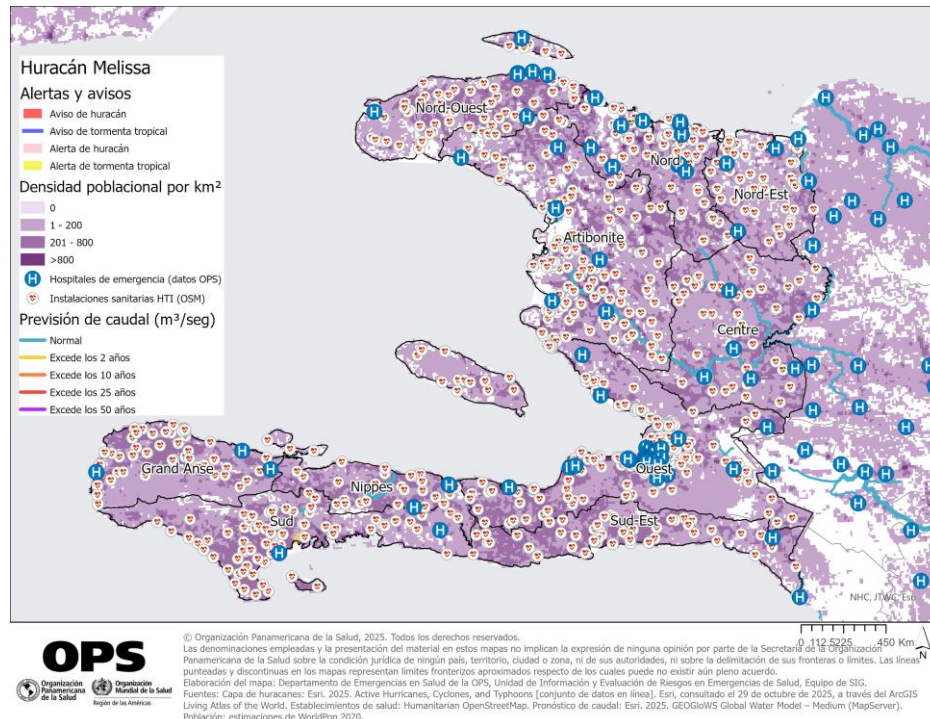 Huracán Melissa
Alertas y avisos
Aviso de huracán
Aviso de tormenta tropical
Alerta de huracán
Alerta de tormenta tropical
Densidad poblacional por km²
0
1 - 200
201 - 800
>800
Hospitales de emergencia (datos OPS)
Instalaciones sanitarias HTI (OSM)
Previsión de caudal (m³/seg)
Normal
Excede los 2 años
Excede los 10 años
Excede los 25 años
Excede los 50 años
Nord-Ouest
Nord
Nord-Est
Artibonite
Centre
Ouest
Grand Anse
Nippes
Sud
Sud-Est
NHC, JTWC, Esri
0 112.5225 450 Km
OPS
Organización Panamericana de la Salud
Organización Mundial de la Salud
Región de las Américas
© Organización Panamericana de la Salud, 2025. Todos los derechos reservados.
Las denominaciones empleadas y la presentación del material en estos mapas no implican la expresión de ninguna opinión por parte de la Secretaría de la Organización
Panamericana de la Salud sobre la condición jurídica de ningún país, territorio, ciudad o zona, ni de sus autoridades, ni sobre la delimitación de sus fronteras o límites. Las líneas
punteadas y discontinuas en los mapas representan límites fronterizos aproximados respecto de los cuales puede no existir aún pleno acuerdo.
Elaboración del mapa: Departamento de Emergencias en Salud de la OPS, Unidad de Información y Evaluación de Riesgos en Emergencias de Salud, Equipo de SIG.
Fuentes: Capa de huracanes: Esri. 2025. Active Hurricanes, Cyclones, and Typhoons [conjunto de datos en línea]. Esri, consultado el 29 de octubre de 2025, a través del ArcGIS
Living Atlas of the World. Establecimientos de salud: Humanitarian OpenStreetMap. Pronóstico de caudal: Esri. 2025. GEOGloWS Global Water Model – Medium (MapServer).
Población: estimaciones de WorldPop 2020.